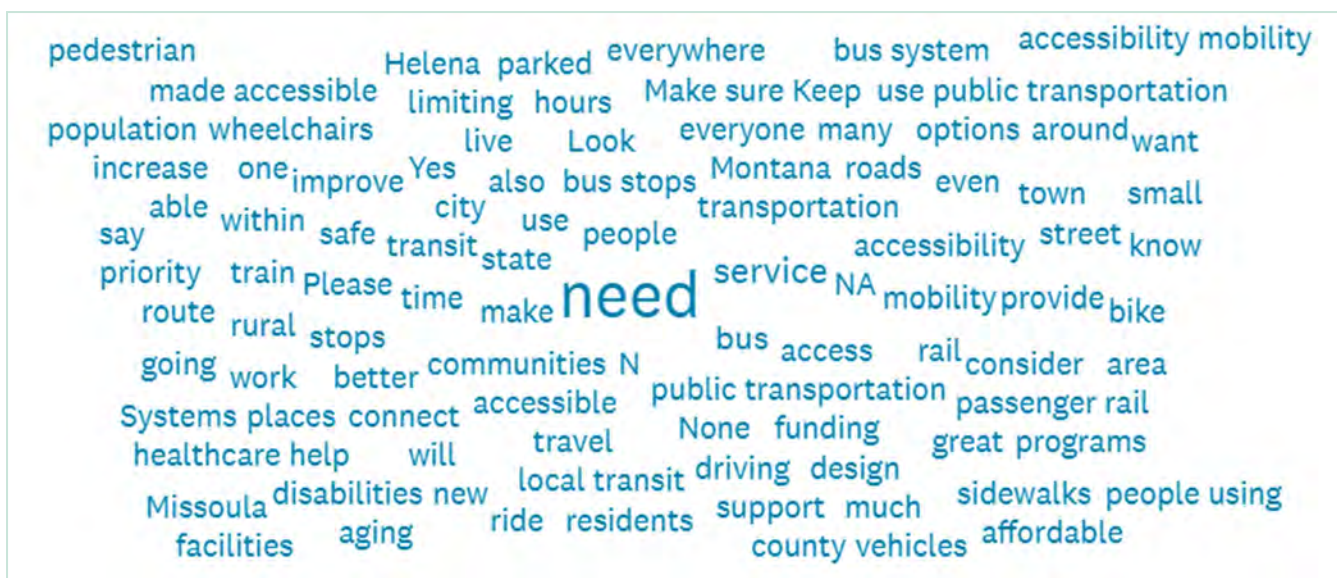 pedestrian Helena parked everywhere bus system accessibility mobility
made accessible limiting hours Make sure Keep use public transportation
population wheelchairs live Look everyone many options around want
increase one improve Yes also bus stops Montana roads even town small
able within city use transportation
say safe transit people accessibility street know
state
priority train Please time make need service NA mobility provide bike
route rural stops
bus access rail consider area
going work better communities N
public transportation passenger rail
Systems places connect accessible
travel None funding great programs
healthcare help will
local transit driving design
Missoula disabilities new
ride residents support much sidewalks people using
facilities aging county vehicles affordable